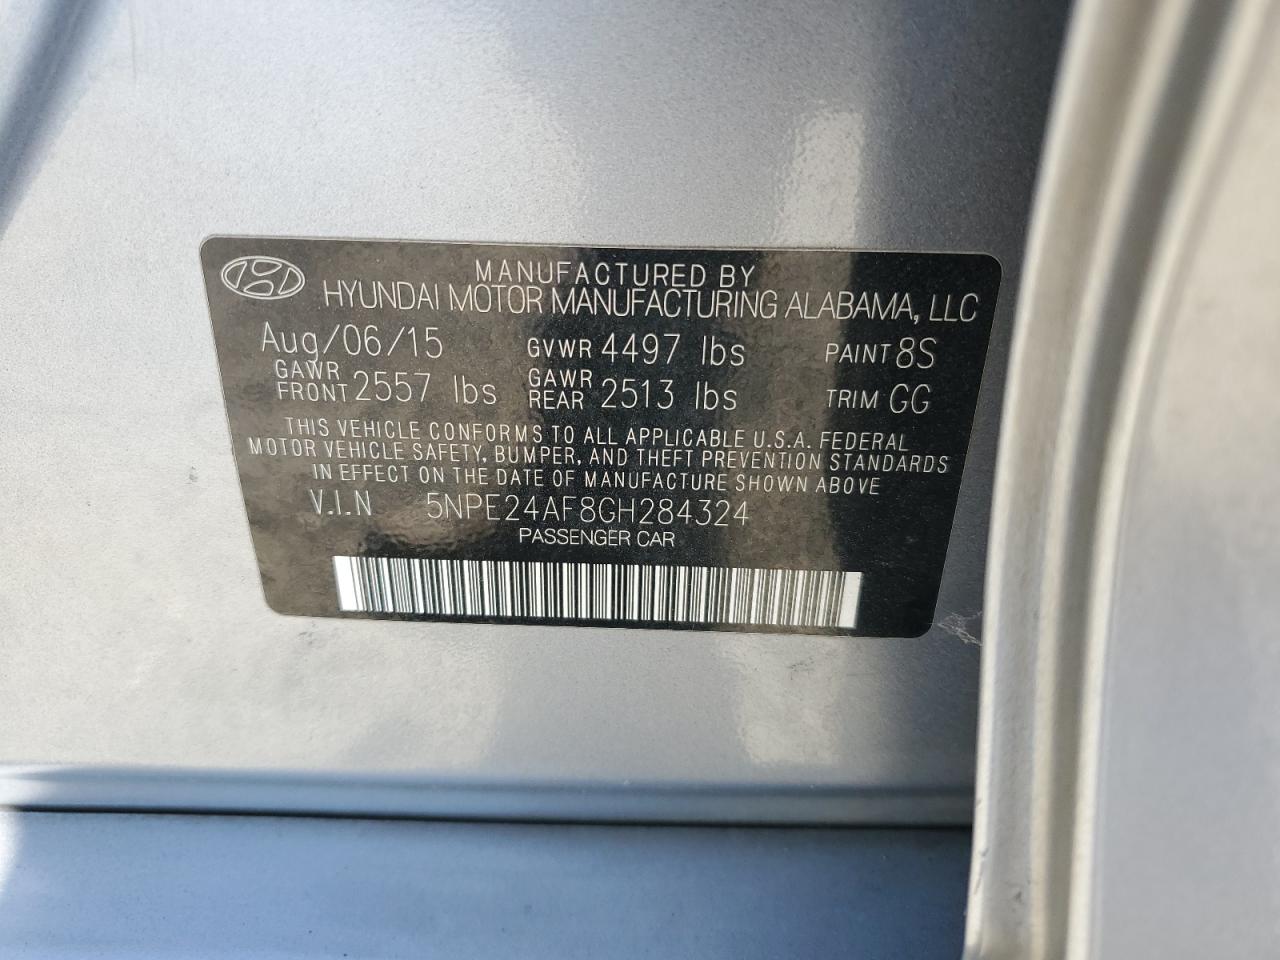 MANUFACTURED BY
HYUNDAI MOTOR MANUFACTURING ALABAMA, LLC
Aug/06/15 GVWR 4497 lbs PAINT 8S
GAWR FRONT 2557 lbs GAWR REAR 2513 lbs TRIM GG
THIS VEHICLE CONFORMS TO ALL APPLICABLE U.S.A. FEDERAL
MOTOR VEHICLE SAFETY, BUMPER, AND THEFT PREVENTION STANDARDS
IN EFFECT ON THE DATE OF MANUFACTURE SHOWN ABOVE
V.I.N 5NPE24AF8GH284324
PASSENGER CAR